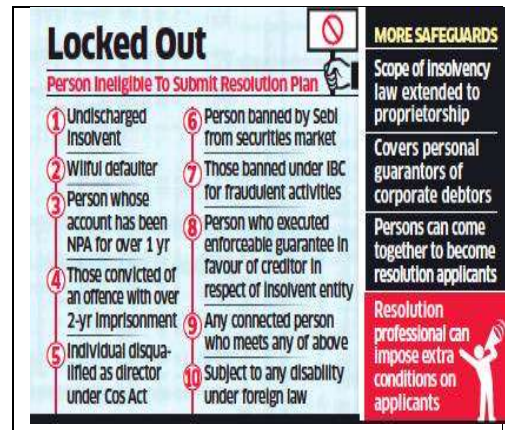 Locked Out
Person Ineligible To Submit Resolution Plan
1 Undischarged
Insolvent
2 Wilful defaulter
3 Person whose
account has been
NPA for over 1 yr
4 Those convicted of
an offence with over
2-yr imprisonment
5 Individual disqua-
lified as director
under Cos Act
6 Person banned by Sebi
from securities market
7 Those banned under IBC
for fraudulent activities
8 Person who executed
enforceable guarantee in
favour of creditor in
respect of insolvent entity
9 Any connected person
who meets any of above
10 Subject to any disability
under foreign law
MORE SAFEGUARDS
Scope of insolvency
law extended to
proprietorship
Covers personal
guarantors of
corporate debtors
Persons can come
together to become
resolution applicants
Resolution
professional can
impose extra
conditions on
applicants